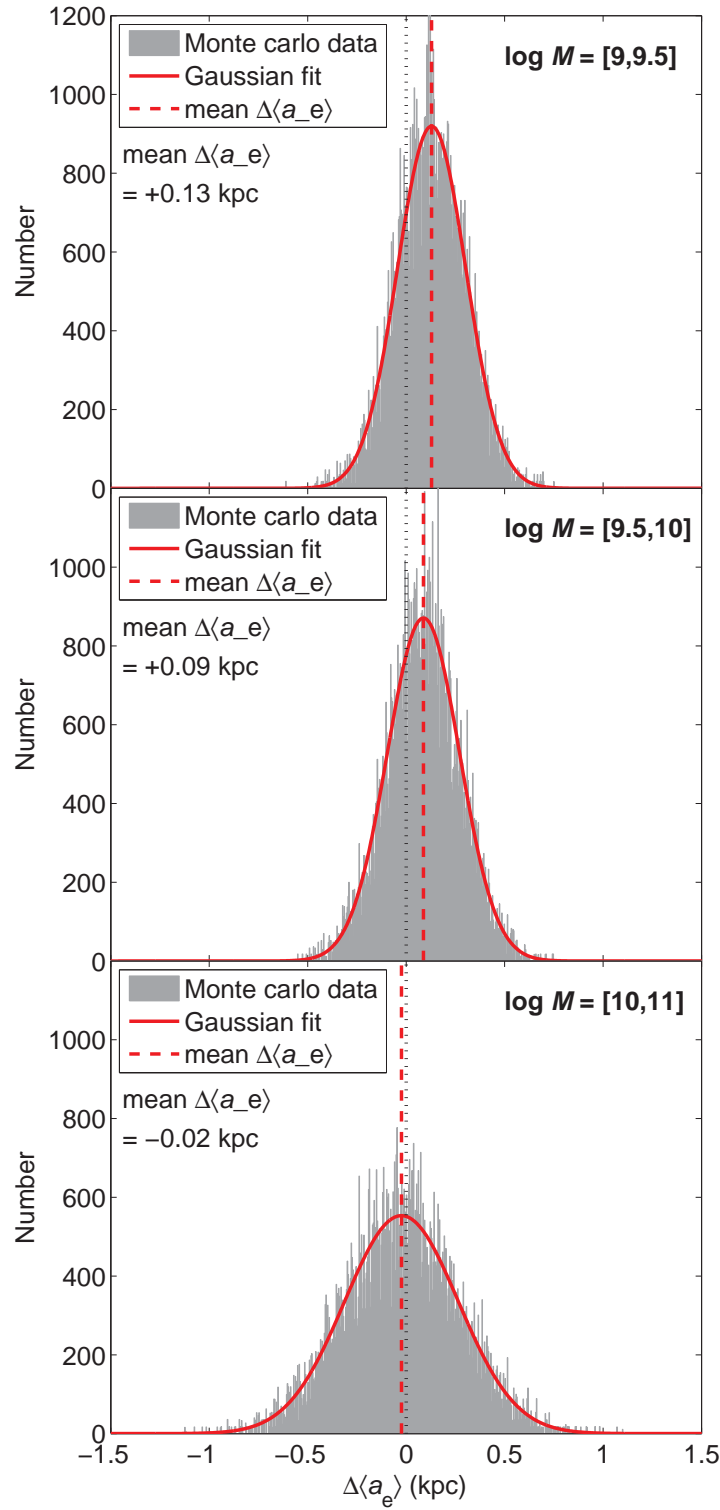 1200
1000
800
600
400
200
0
Number
Monte carlo data
Gaussian fit
mean Δ⟨a_e⟩
mean Δ⟨a_e⟩
= +0.13 kpc
log M = [9,9.5]
1000
800
600
400
200
0
Number
Monte carlo data
Gaussian fit
mean Δ⟨a_e⟩
mean Δ⟨a_e⟩
= +0.09 kpc
log M = [9.5,10]
1000
800
600
400
200
0
Number
Monte carlo data
Gaussian fit
mean Δ⟨a_e⟩
mean Δ⟨a_e⟩
= −0.02 kpc
log M = [10,11]
−1.5 −1 −0.5 0 0.5 1 1.5
Δ⟨aₑ⟩ (kpc)